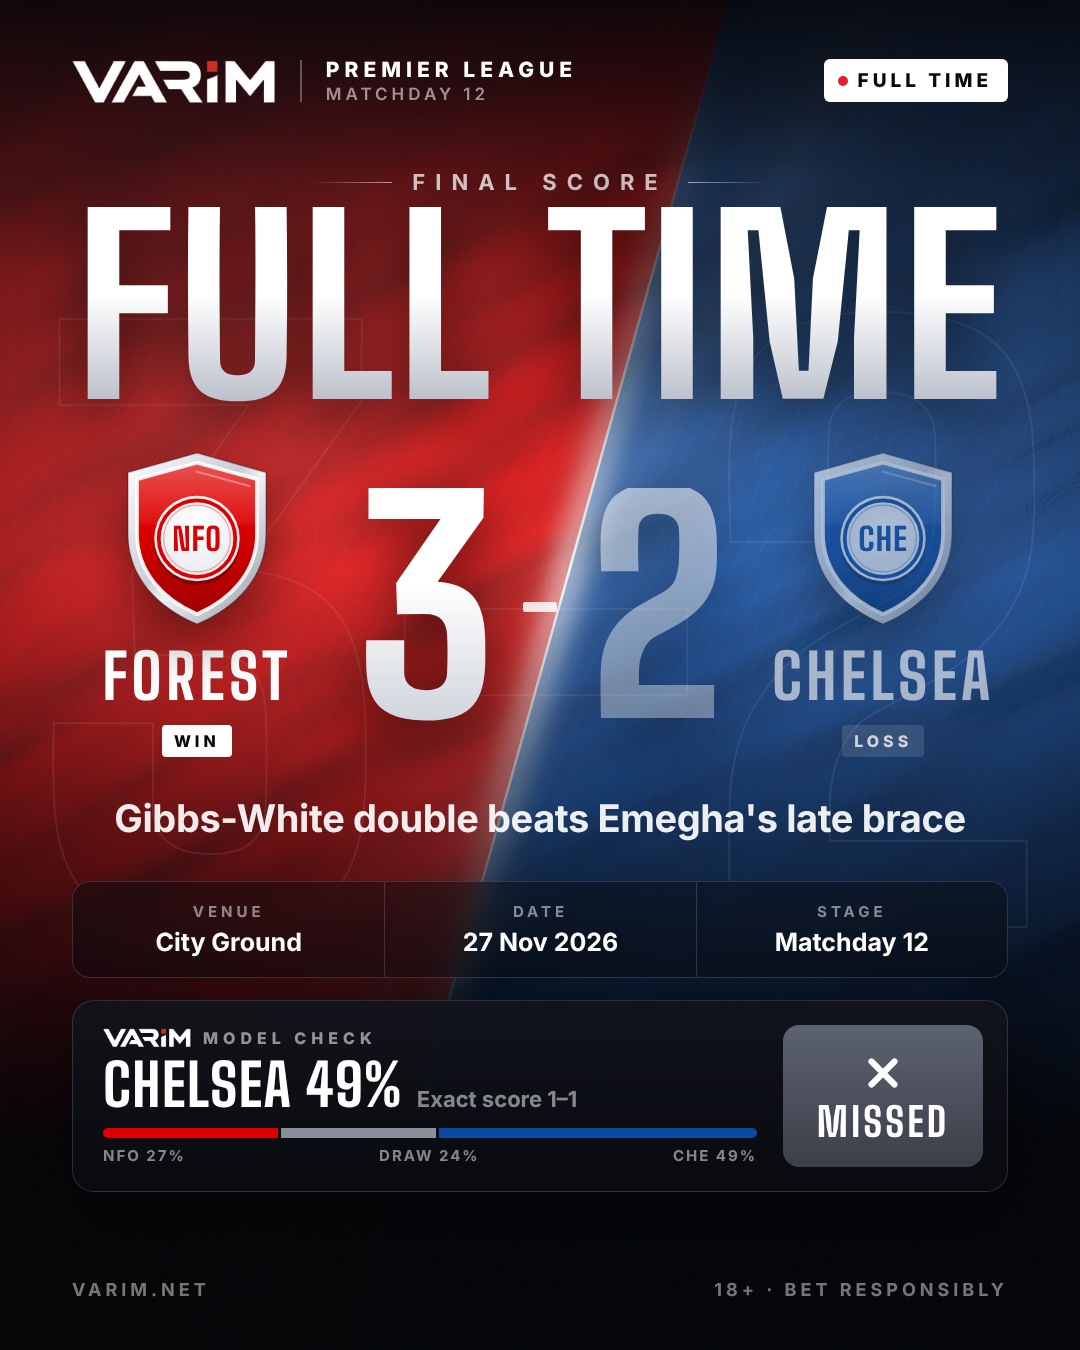 VARiM
PREMIER LEAGUE
MATCHDAY 12
FULL TIME
FINAL SCORE
FULL TIME
NFO
3 - 2
CHE
FOREST
CHELSEA
WIN
LOSS
Gibbs-White double beats Emegha's late brace
VENUE
City Ground
DATE
27 Nov 2026
STAGE
Matchday 12
VARiM MODEL CHECK
CHELSEA 49% Exact score 1–1
NFO 27% DRAW 24% CHE 49%
MISSED
VARIM.NET
18+ · BET RESPONSIBLY